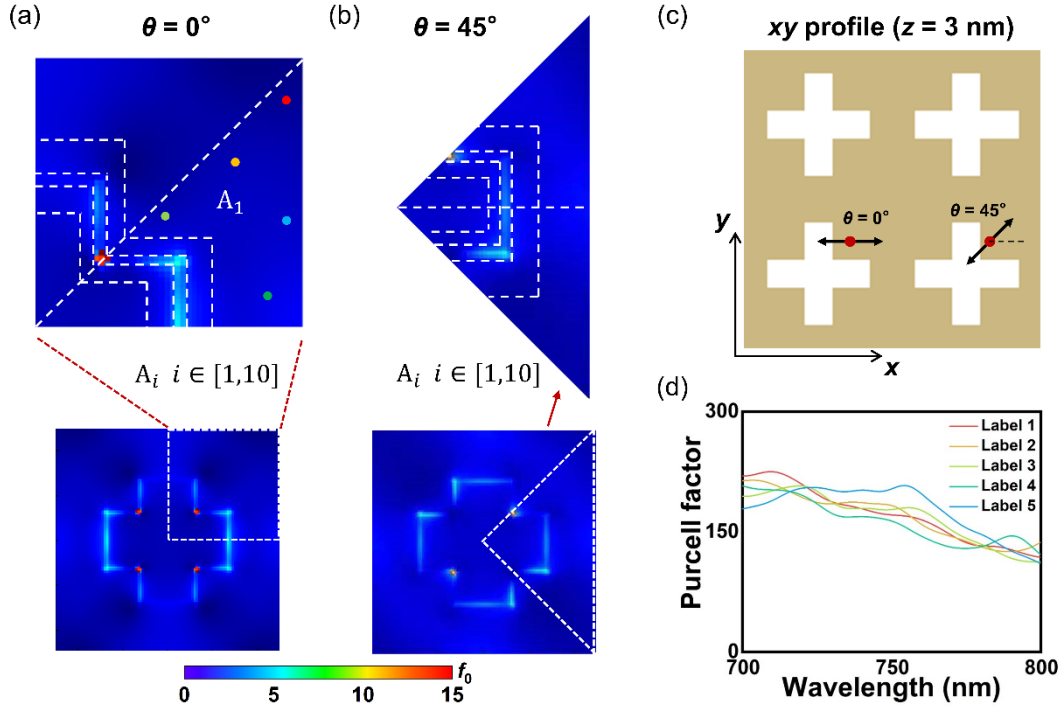 (a)
θ = 0°
A₁
Aᵢ i ∈ [1,10]
(b)
θ = 45°
Aᵢ i ∈ [1,10]
f₀
0 5 10 15
(c)
xy profile (z = 3 nm)
y
θ = 0°
θ = 45°
x
(d)
300
150
0
Purcell factor
Label 1
Label 2
Label 3
Label 4
Label 5
700 750 800
Wavelength (nm)